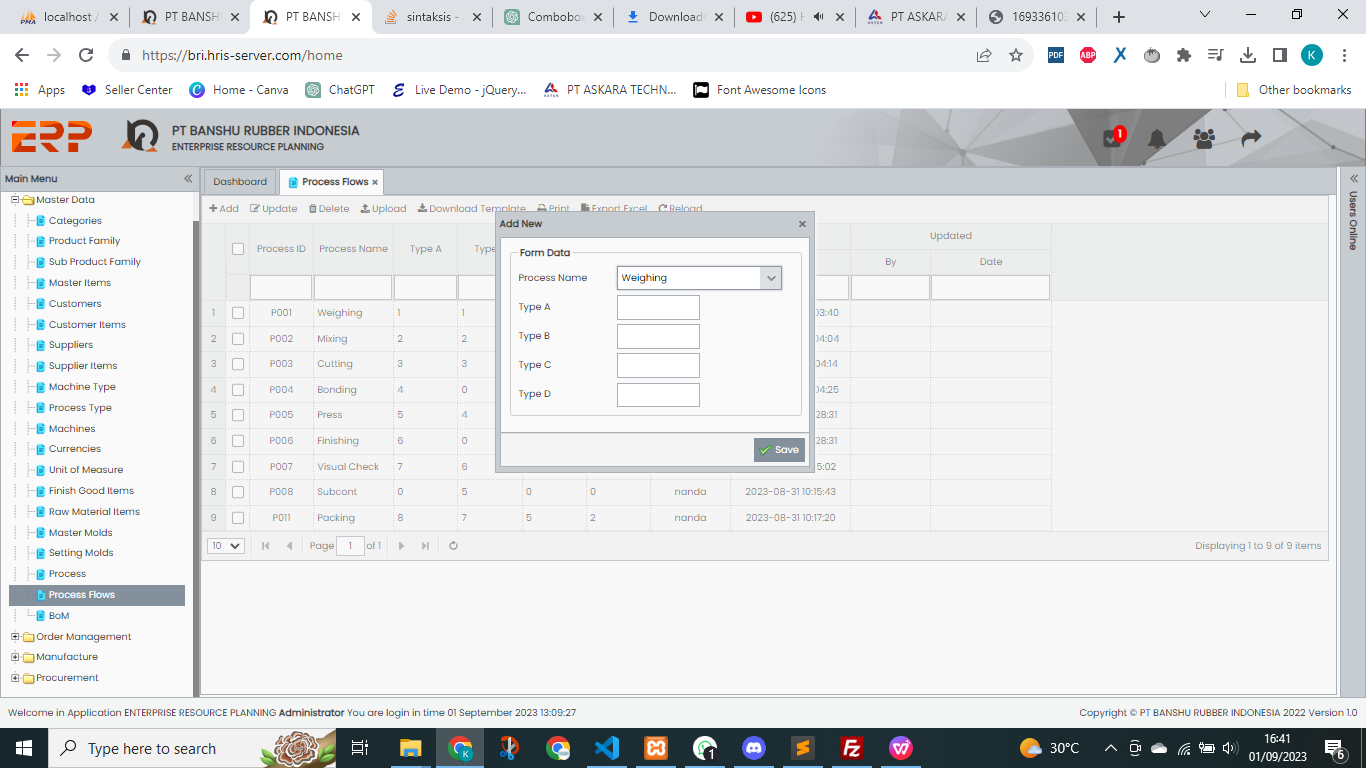 localhost /
PT BANSHU
PT BANSHU
sintaksis -
Combobox
Downloads
(625)
PT ASKARA
169336103
https://bri.hris-server.com/home
PDF
ABP
K
Apps
Seller Center
Home - Canva
ChatGPT
Live Demo - jQuery...
PT ASKARA TECHN...
Font Awesome Icons
Other bookmarks
ERP
PT BANSHU RUBBER INDONESIA
ENTERPRISE RESOURCE PLANNING
1
Main Menu
Dashboard
Process Flows
Users Online
Master Data
Categories
Product Family
Sub Product Family
Master Items
Customers
Customer Items
Suppliers
Supplier Items
Machine Type
Process Type
Machines
Currencies
Unit of Measure
Finish Good Items
Raw Material Items
Master Molds
Setting Molds
Process
Process Flows
BoM
Order Management
Manufacture
Procurement
Add Update Delete Upload Download Template Print Export Excel Reload
Process ID Process Name Type A Type
Updated
By Date
1 P001 Weighing 1 1 03:40
2 P002 Mixing 2 2 04:04
3 P003 Cutting 3 3 04:14
4 P004 Bonding 4 0 04:25
5 P005 Press 5 4 28:31
6 P006 Finishing 6 0 28:31
7 P007 Visual Check 7 6 5:02
8 P008 Subcont 0 5 0 0 nanda 2023-08-31 10:15:43
9 P011 Packing 8 7 5 2 nanda 2023-08-31 10:17:20
10 Page 1 of 1 Displaying 1 to 9 of 9 items
Add New
Form Data
Process Name Weighing
Type A
Type B
Type C
Type D
Save
Welcome in Application ENTERPRISE RESOURCE PLANNING Administrator You are login in time 01 September 2023 13:09:27
Copyright © PT BANSHU RUBBER INDONESIA 2022 Version 1.0
Type here to search
30°C
16:41
01/09/2023
6